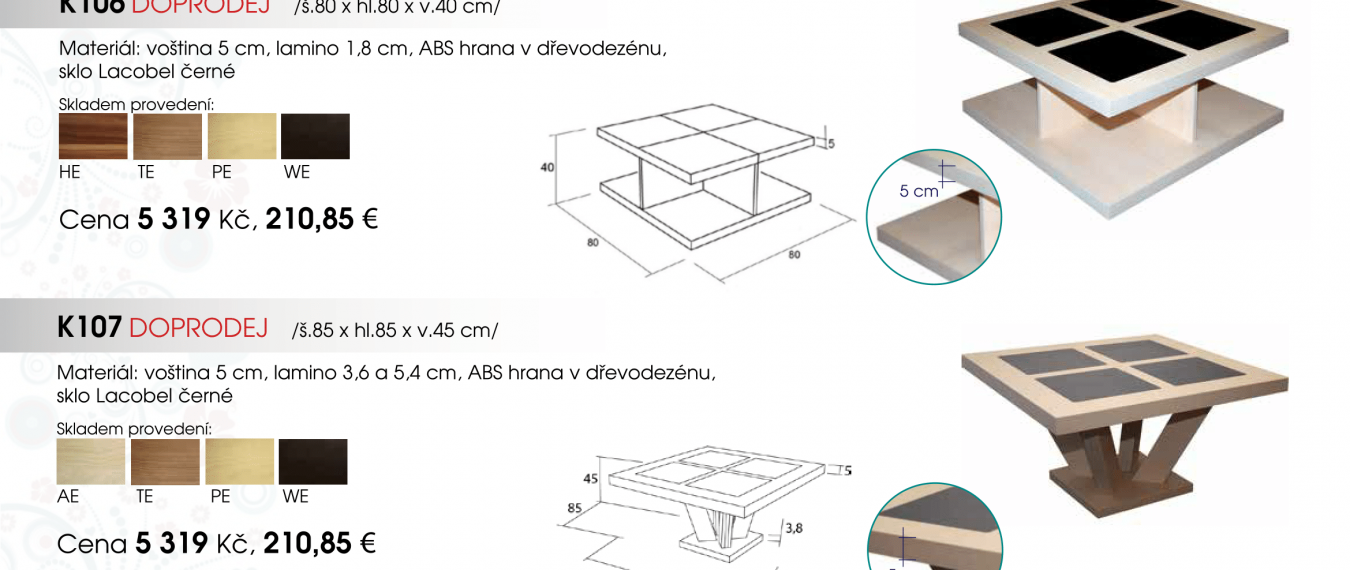 K106 DOPRODEJ /š.80 x hl.80 x v.40 cm/
Materiál: voština 5 cm, lamino 1,8 cm, ABS hrana v dřevodezénu,
sklo Lacobel černé
Skladem provedení:
HE TE PE WE
Cena 5 319 Kč, 210,85 €
40
5
80
80
5 cm
K107 DOPRODEJ /š.85 x hl.85 x v.45 cm/
Materiál: voština 5 cm, lamino 3,6 a 5,4 cm, ABS hrana v dřevodezénu,
sklo Lacobel černé
Skladem provedení:
AE TE PE WE
Cena 5 319 Kč, 210,85 €
45
5
85
3,8